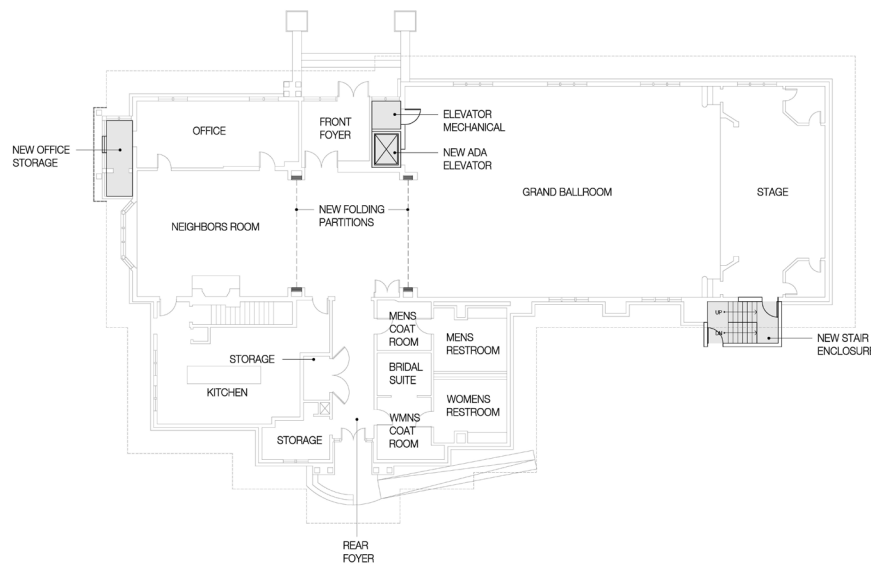 OFFICE
FRONT
FOYER
ELEVATOR
MECHANICAL
NEW OFFICE
STORAGE
NEW ADA
ELEVATOR
GRAND BALLROOM
STAGE
NEW FOLDING
PARTITIONS
NEIGHBORS ROOM
UP
DN
MENS
COAT
ROOM
MENS
RESTROOM
NEW STAIR
ENCLOSURI
STORAGE
BRIDAL
SUITE
KITCHEN
WOMENS
RESTROOM
WMNS
COAT
ROOM
STORAGE
REAR
FOYER